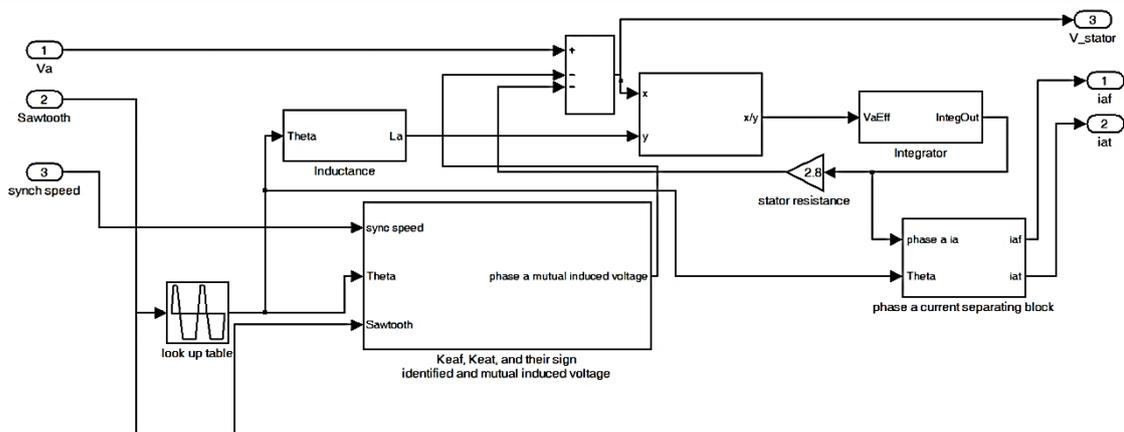 3
V_stator
1
Va
+
−
−
x
y
x/y
VaEff
IntegOut
Integrator
1
iaf
2
iat
2
Sawtooth
Theta
La
Inductance
3
synch speed
2.8
stator resistance
sync speed
Theta
Sawtooth
phase a mutual induced voltage
Keaf, Keat, and their sign
identified and mutual induced voltage
phase a ia
Theta
iaf
iat
phase a current separating block
look up table